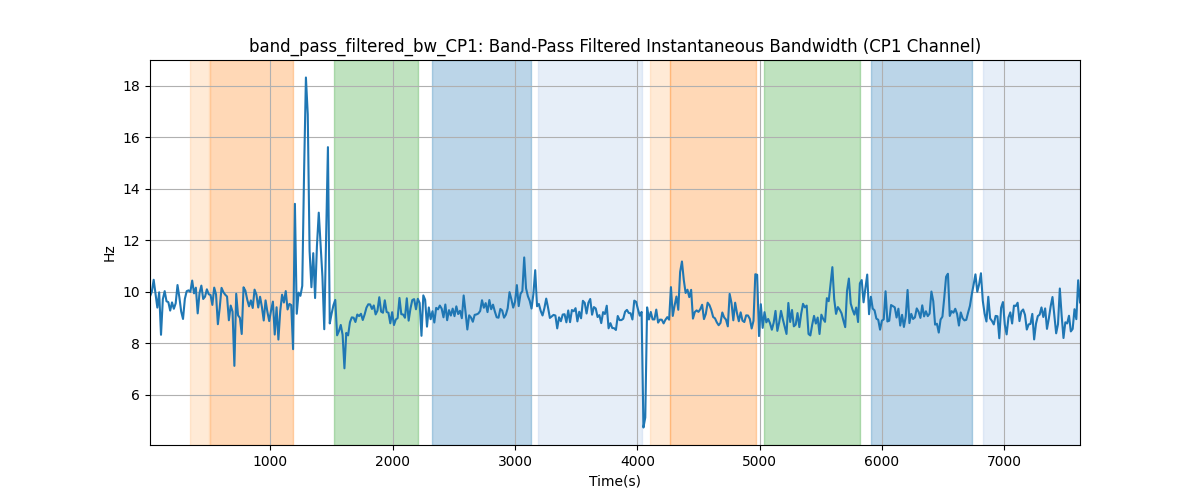 band_pass_filtered_bw_CP1: Band-Pass Filtered Instantaneous Bandwidth (CP1 Channel)
18
16
14
12
10
8
6
Hz
1000 2000 3000 4000 5000 6000 7000
Time(s)